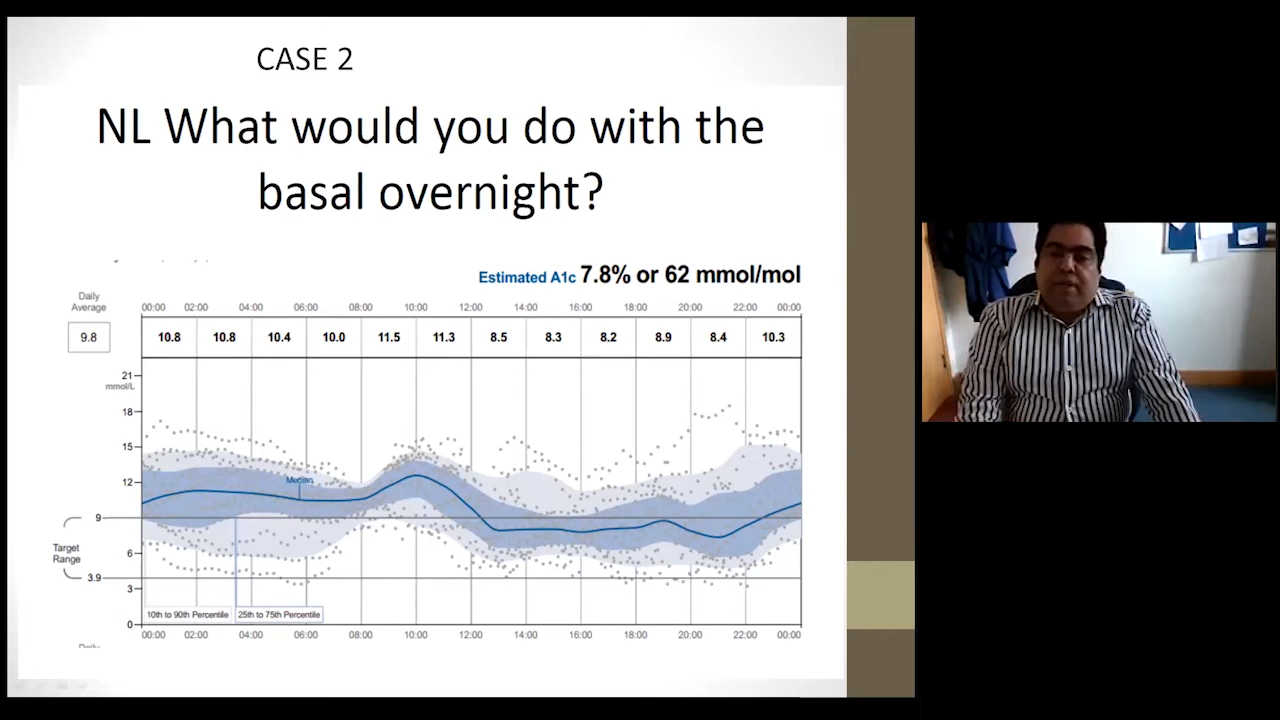 CASE 2
NL What would you do with the
basal overnight?
Estimated A1c 7.8% or 62 mmol/mol
Daily
Average
9.8
00:00 02:00 04:00 06:00 08:00 10:00 12:00 14:00 16:00 18:00 20:00 22:00 00:00
10.8 10.8 10.4 10.0 11.5 11.3 8.5 8.3 8.2 8.9 8.4 10.3
21
mmol/L
18
15
12
Median
9
Target
Range
6
3.9
3
10th to 90th Percentile 25th to 75th Percentile
0
00:00 02:00 04:00 06:00 08:00 10:00 12:00 14:00 16:00 18:00 20:00 22:00 00:00